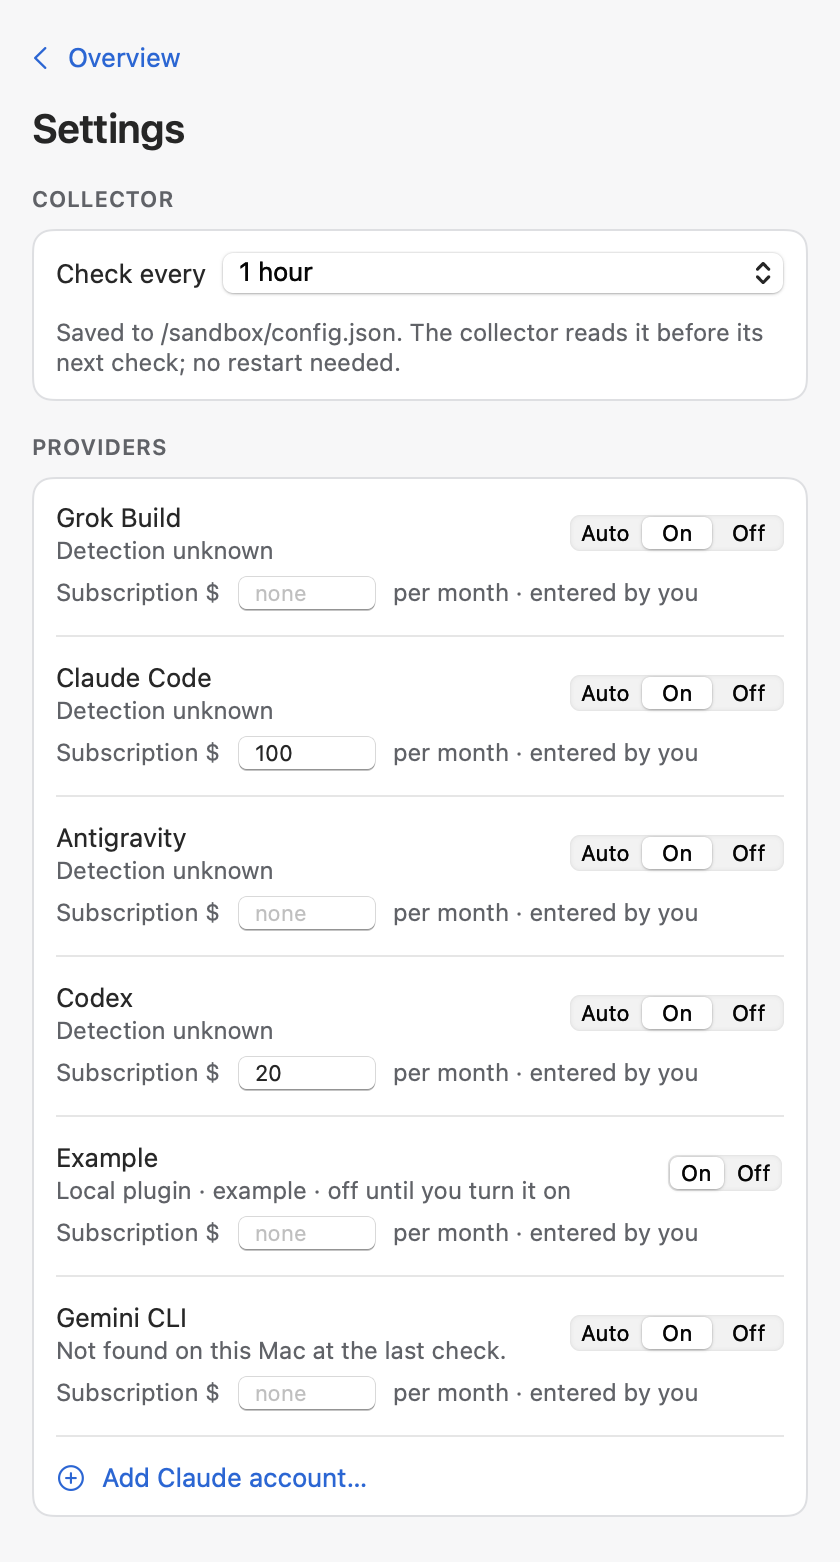 Overview
Settings
COLLECTOR
Check every 1 hour
Saved to /sandbox/config.json. The collector reads it before its
next check; no restart needed.
PROVIDERS
Grok Build
Auto On Off
Detection unknown
Subscription $ none per month · entered by you
Claude Code
Auto On Off
Detection unknown
Subscription $ 100 per month · entered by you
Antigravity
Auto On Off
Detection unknown
Subscription $ none per month · entered by you
Codex
Auto On Off
Detection unknown
Subscription $ 20 per month · entered by you
Example
On Off
Local plugin · example · off until you turn it on
Subscription $ none per month · entered by you
Gemini CLI
Auto On Off
Not found on this Mac at the last check.
Subscription $ none per month · entered by you
Add Claude account...